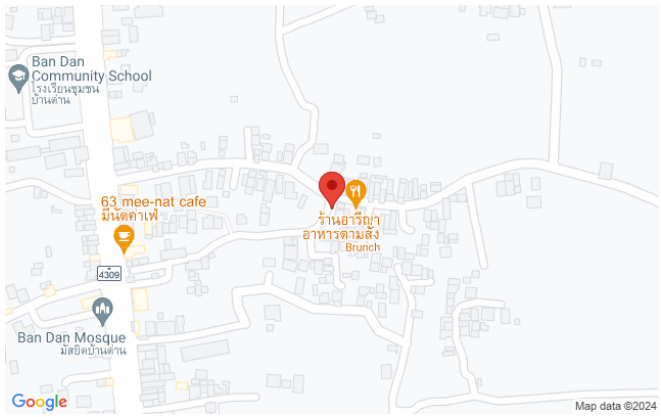 Ban Dan
Community School
โรงเรียนชุมชน
บ้านด่าน
63 mee-nat cafe
มีนัดคาเฟ่
ร้านอารีญา
อาหารตามสั่ง
Brunch
4309
Ban Dan Mosque
มัสยิดบ้านด่าน
Google
Map data ©2024